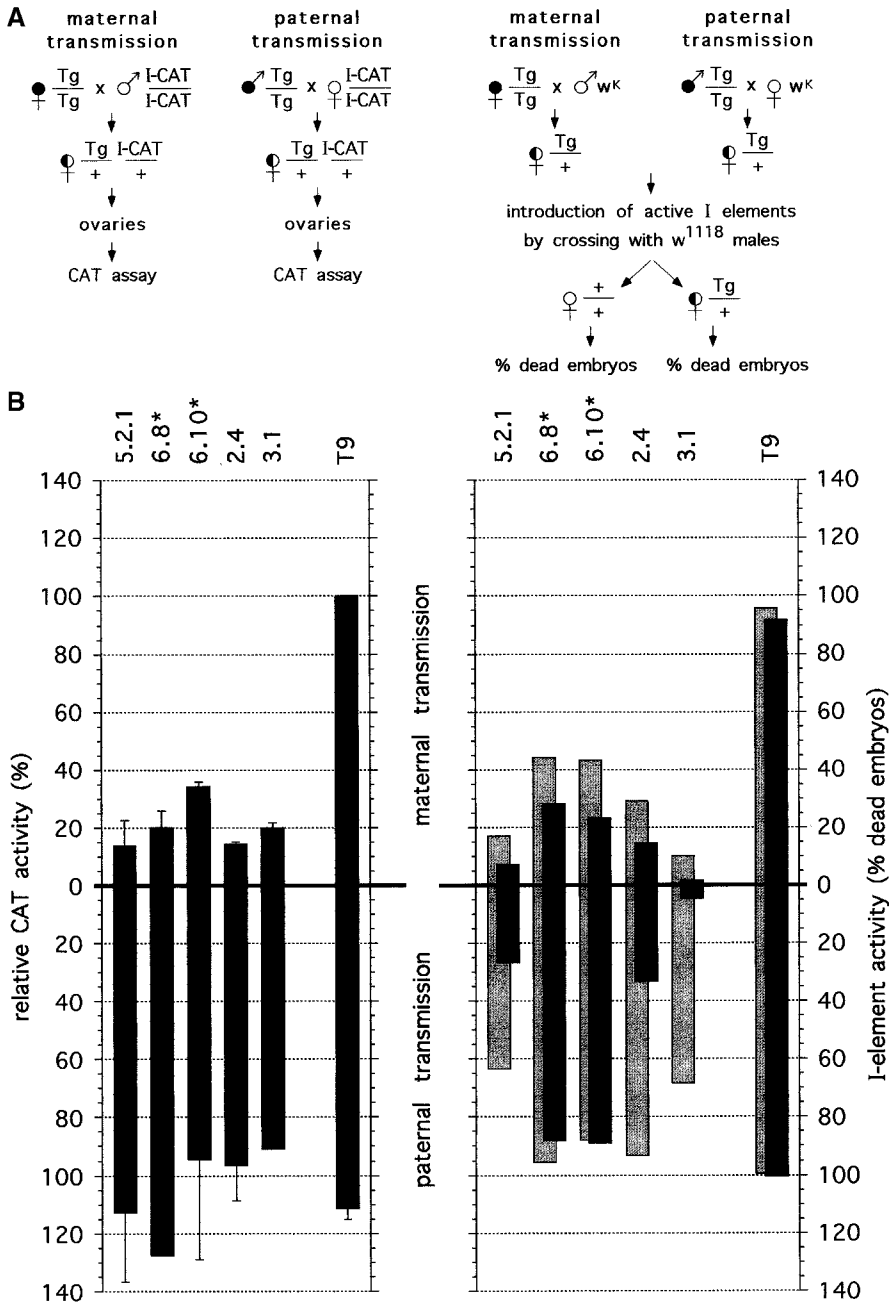 A
maternal transmission
paternal transmission
maternal transmission
paternal transmission
Tg/Tg x I-CAT/I-CAT
Tg/Tg x I-CAT/I-CAT
Tg/Tg x wK
Tg/Tg x wK
Tg/+ I-CAT/+
Tg/+ I-CAT/+
Tg/+
Tg/+
ovaries
ovaries
CAT assay
CAT assay
introduction of active I elements
by crossing with w1118 males
+/+
Tg/+
% dead embryos
% dead embryos
B
5.2.1
6.8*
6.10*
2.4
3.1
T9
5.2.1
6.8*
6.10*
2.4
3.1
T9
140
120
100
80
60
40
20
0
20
40
60
80
100
120
140
relative CAT activity (%)
maternal transmission
paternal transmission
140
120
100
80
60
40
20
0
20
40
60
80
100
120
140
I-element activity (% dead embryos)